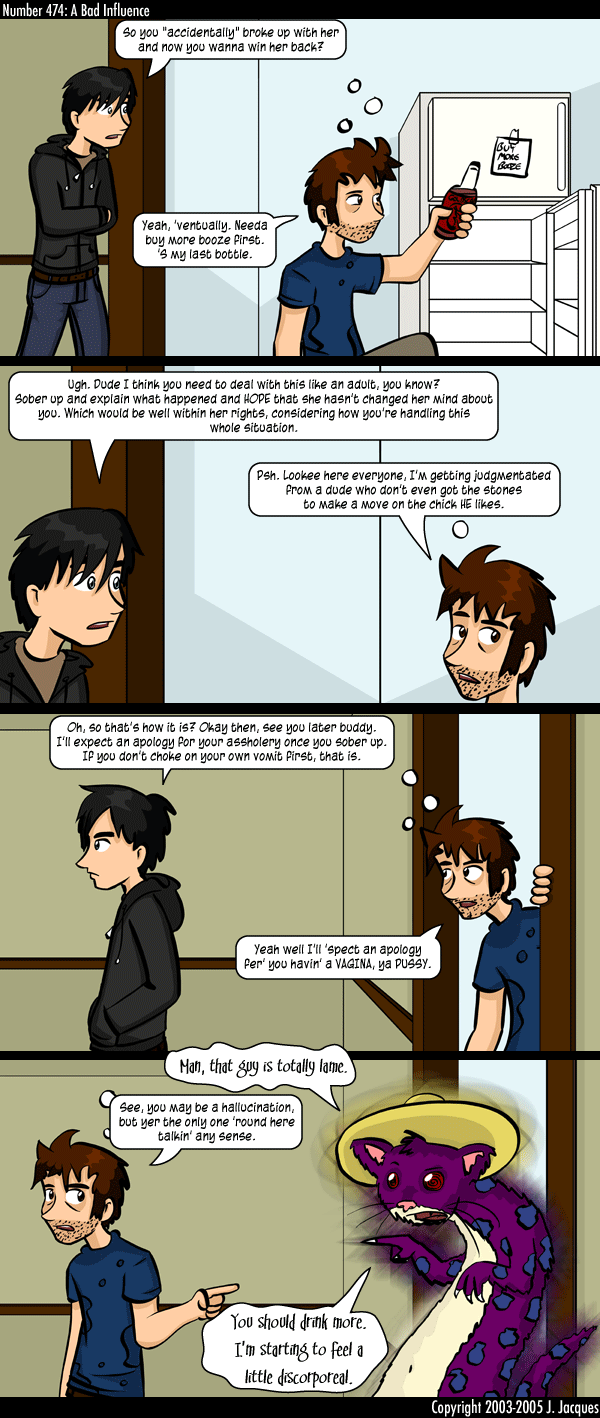 Number 474: A Bad Influence
So you "accidentally" broke up with her
and now you wanna win her back?
BUY
MORE
BOOZE
Yeah, 'ventually. Needa
buy more booze first.
'S my last bottle.
Ugh. Dude I think you need to deal with this like an adult, you know?
Sober up and explain what happened and HOPE that she hasn't changed her mind about
you. Which would be well within her rights, considering how you're handling this
whole situation.
Psh. Lookee here everyone, I'm getting judgmentated
from a dude who don't even got the stones
to make a move on the chick HE likes.
Oh, so that's how it is? Okay then, see you later buddy.
I'll expect an apology for your assholery once you sober up.
If you don't choke on your own vomit first, that is.
Yeah well I'll 'spect an apology
fer' you havin' a VAGINA, ya PUSSY.
Man, that guy is totally lame.
See, you may be a hallucination,
but yer the only one 'round here
talkin' any sense.
You should drink more.
I'm starting to feel a
little discorporeal.
Copyright 2003-2005 J. Jacques